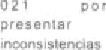 021 por
presentar
inconsistencias